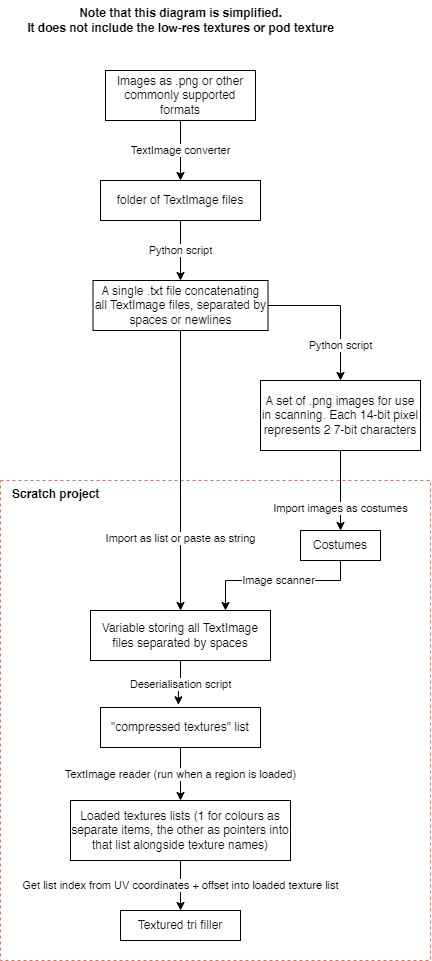 Note that this diagram is simplified.
It does not include the low-res textures or pod texture
Images as .png or other
commonly supported
formats
TextImage converter
folder of TextImage files
Python script
A single .txt file concatenating
all TextImage files, separated by
spaces or newlines
Python script
A set of .png images for use
in scanning. Each 14-bit pixel
represents 2 7-bit characters
Scratch project
Import images as costumes
Import as list or paste as string
Costumes
Image scanner
Variable storing all TextImage
files separated by spaces
Deserialisation script
"compressed textures" list
TextImage reader (run when a region is loaded)
Loaded textures lists (1 for colours as
separate items, the other as pointers into
that list alongside texture names)
Get list index from UV coordinates + offset into loaded texture list
Textured tri filler